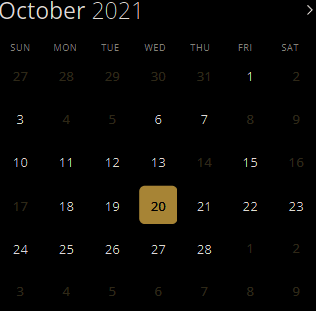 October 2021 >
SUN MON TUE WED THU FRI SAT
27 28 29 30 31 1 2
3 4 5 6 7 8 9
10 11 12 13 14 15 16
17 18 19 20 21 22 23
24 25 26 27 28 1 2
3 4 5 6 7 8 9